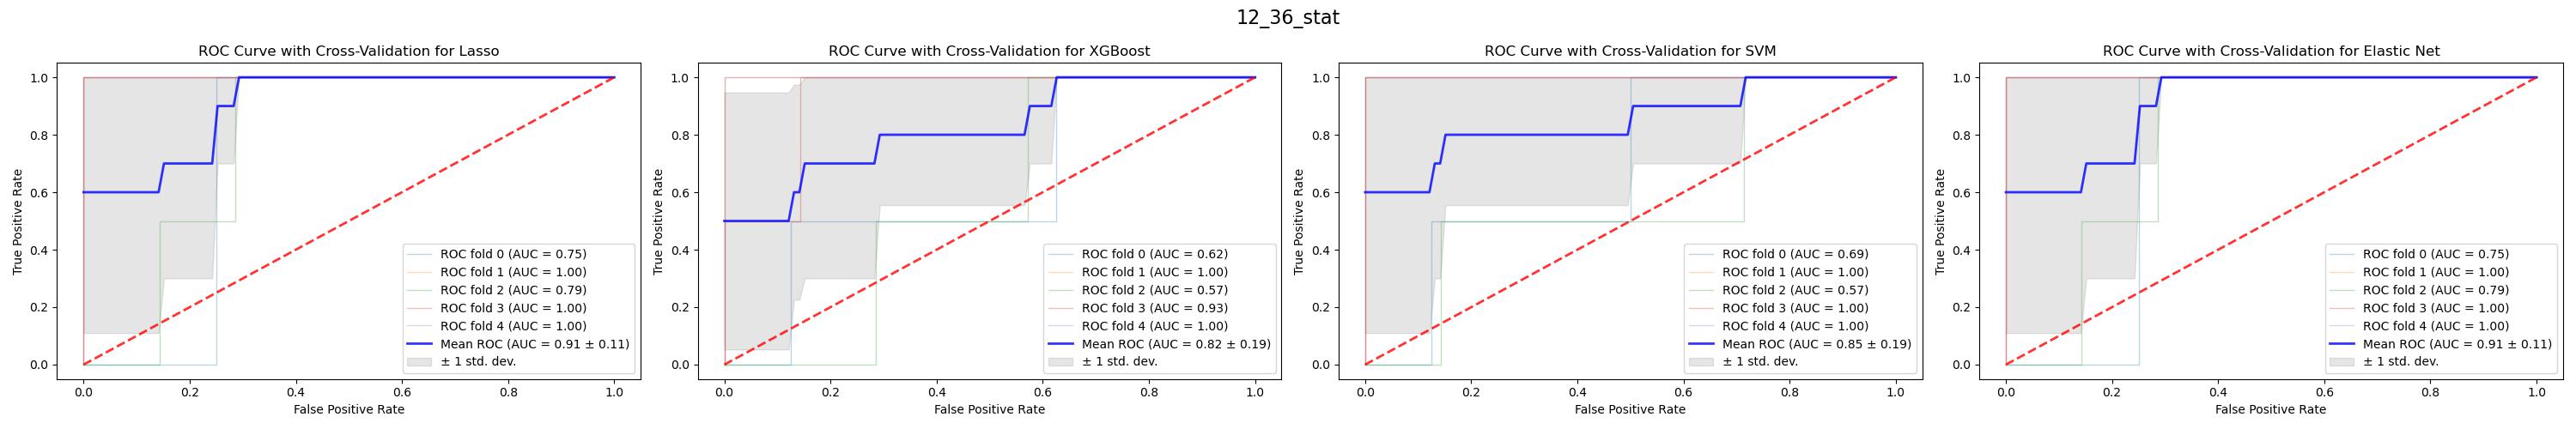 12_36_stat
ROC Curve with Cross-Validation for Lasso
True Positive Rate
1.0
0.8
0.6
0.4
0.2
0.0
ROC fold 0 (AUC = 0.75)
ROC fold 1 (AUC = 1.00)
ROC fold 2 (AUC = 0.79)
ROC fold 3 (AUC = 1.00)
ROC fold 4 (AUC = 1.00)
Mean ROC (AUC = 0.91 ± 0.11)
± 1 std. dev.
0.0 0.2 0.4 0.6 0.8 1.0
False Positive Rate
ROC Curve with Cross-Validation for XGBoost
True Positive Rate
1.0
0.8
0.6
0.4
0.2
0.0
ROC fold 0 (AUC = 0.62)
ROC fold 1 (AUC = 1.00)
ROC fold 2 (AUC = 0.57)
ROC fold 3 (AUC = 0.93)
ROC fold 4 (AUC = 1.00)
Mean ROC (AUC = 0.82 ± 0.19)
± 1 std. dev.
0.0 0.2 0.4 0.6 0.8 1.0
False Positive Rate
ROC Curve with Cross-Validation for SVM
True Positive Rate
1.0
0.8
0.6
0.4
0.2
0.0
ROC fold 0 (AUC = 0.69)
ROC fold 1 (AUC = 1.00)
ROC fold 2 (AUC = 0.57)
ROC fold 3 (AUC = 1.00)
ROC fold 4 (AUC = 1.00)
Mean ROC (AUC = 0.85 ± 0.19)
± 1 std. dev.
0.0 0.2 0.4 0.6 0.8 1.0
False Positive Rate
ROC Curve with Cross-Validation for Elastic Net
True Positive Rate
1.0
0.8
0.6
0.4
0.2
0.0
ROC fold 0 (AUC = 0.75)
ROC fold 1 (AUC = 1.00)
ROC fold 2 (AUC = 0.79)
ROC fold 3 (AUC = 1.00)
ROC fold 4 (AUC = 1.00)
Mean ROC (AUC = 0.91 ± 0.11)
± 1 std. dev.
0.0 0.2 0.4 0.6 0.8 1.0
False Positive Rate